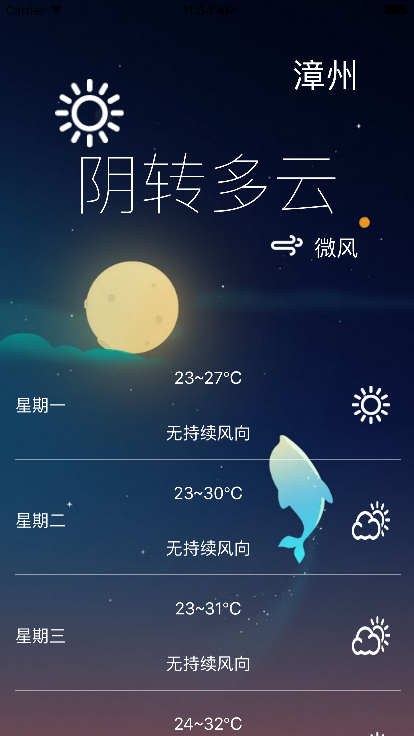 Carrier 11:34 AM
漳州
阴转多云
微风
23~27℃
星期一
无持续风向
23~30℃
星期二
无持续风向
23~31℃
星期三
无持续风向
24~32℃